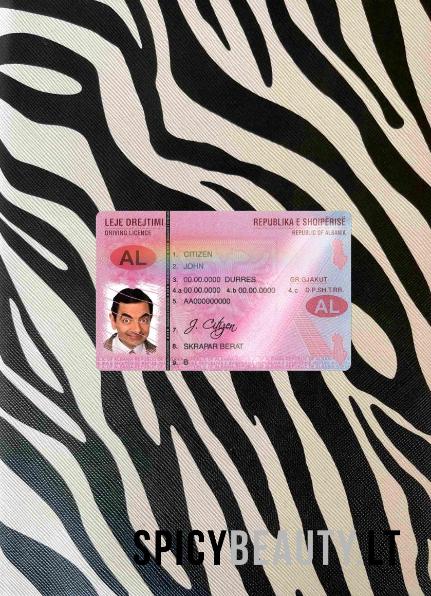 LEJE DREJTIMI
DRIVING LICENCE
REPUBLIKA E SHQIPËRISË
REPUBLIC OF ALBANIA
AL
1. CITIZEN
2. JOHN
3. 00.00.0000 DURRES GR.GJAKUT
4.a 00.00.0000 4.b 00.00.0000 4.c D.P.SH.T.RR.
5. AA000000000
AL
7. J. Citizen
8. SKRAPAR BERAT
9. B
SPICYBEAUTY.LT